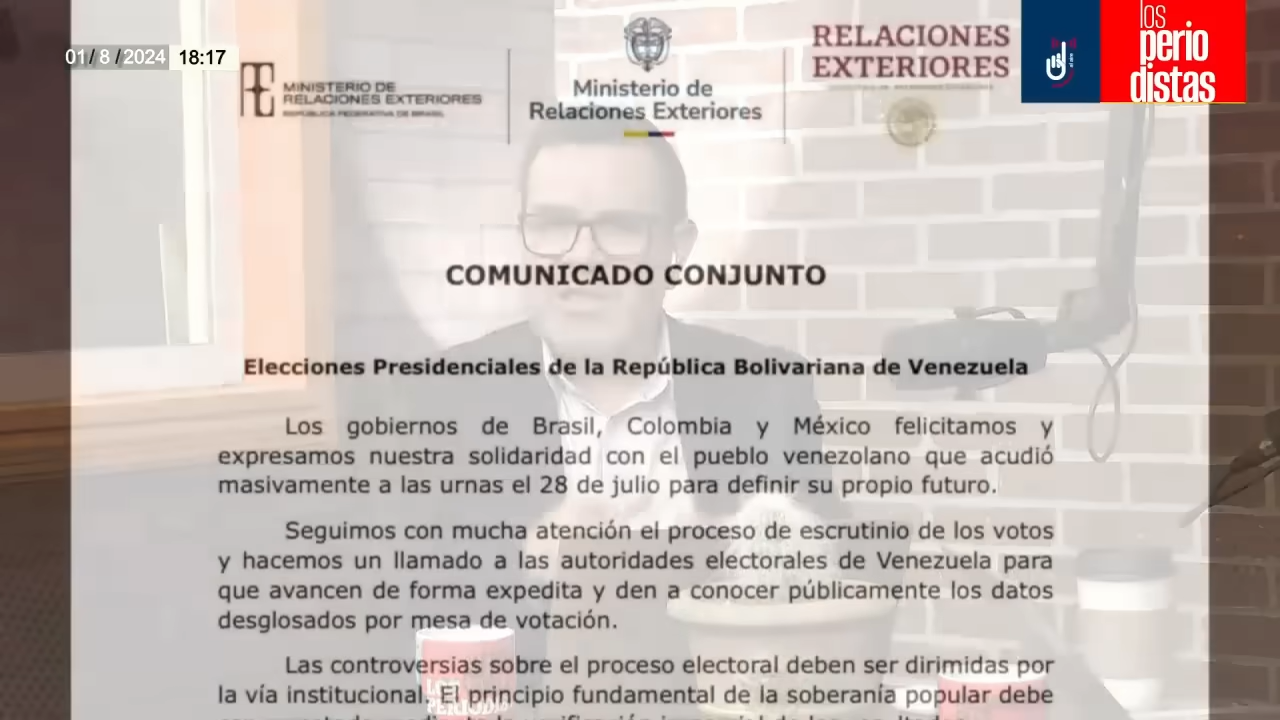 01/ 8 /2024 18:17
MINISTERIO DE
RELACIONES EXTERIORES
REPÚBLICA FEDERATIVA DE BRASIL
Ministerio de
Relaciones Exteriores
RELACIONES
EXTERIORES
los
perio
distas
COMUNICADO CONJUNTO
Elecciones Presidenciales de la República Bolivariana de Venezuela
Los gobiernos de Brasil, Colombia y México felicitamos y
expresamos nuestra solidaridad con el pueblo venezolano que acudió
masivamente a las urnas el 28 de julio para definir su propio futuro.
Seguimos con mucha atención el proceso de escrutinio de los votos
y hacemos un llamado a las autoridades electorales de Venezuela para
que avancen de forma expedita y den a conocer públicamente los datos
desglosados por mesa de votación.
Las controversias sobre el proceso electoral deben ser dirimidas por
la vía institucional. El principio fundamental de la soberanía popular debe